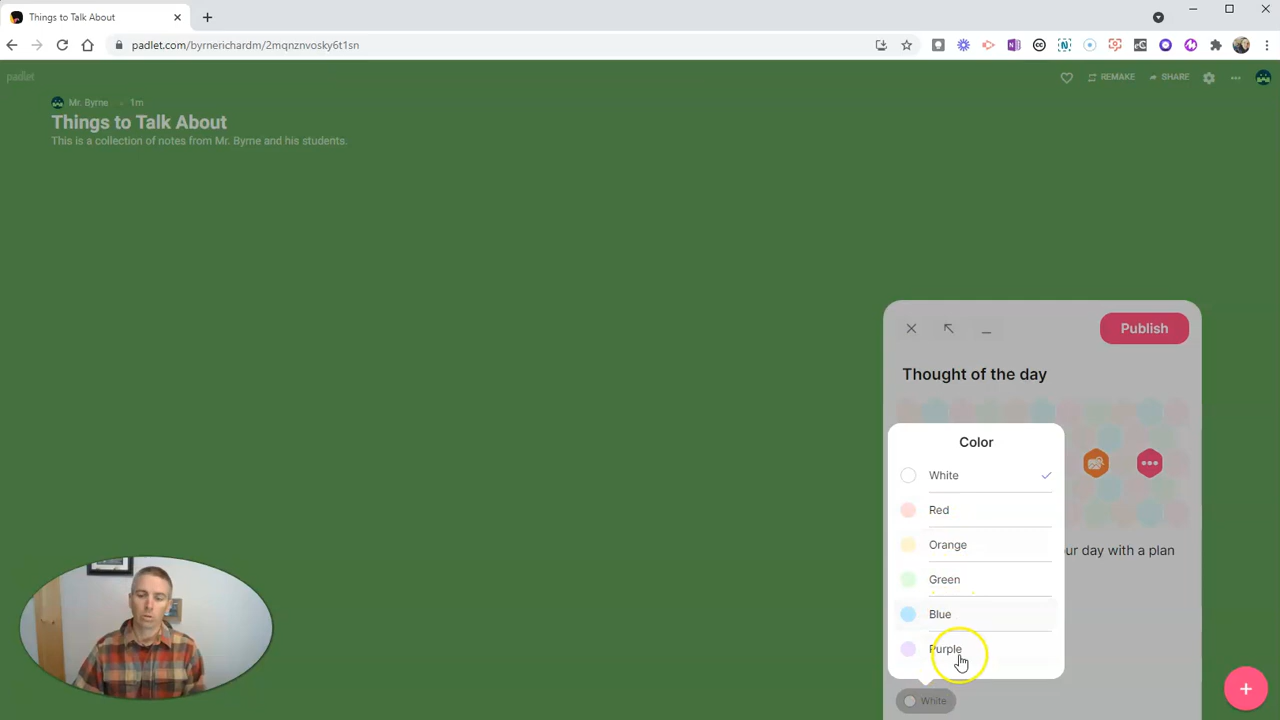 Things to Talk About
padlet.com/byrnerichardm/2mqnznvosky6t1sn
padlet
REMAKE
SHARE
Mr. Byrne 1m
Things to Talk About
This is a collection of notes from Mr. Byrne and his students.
Publish
Thought of the day
Color
White
Red
Orange
ur day with a plan
Green
Blue
Purple
White